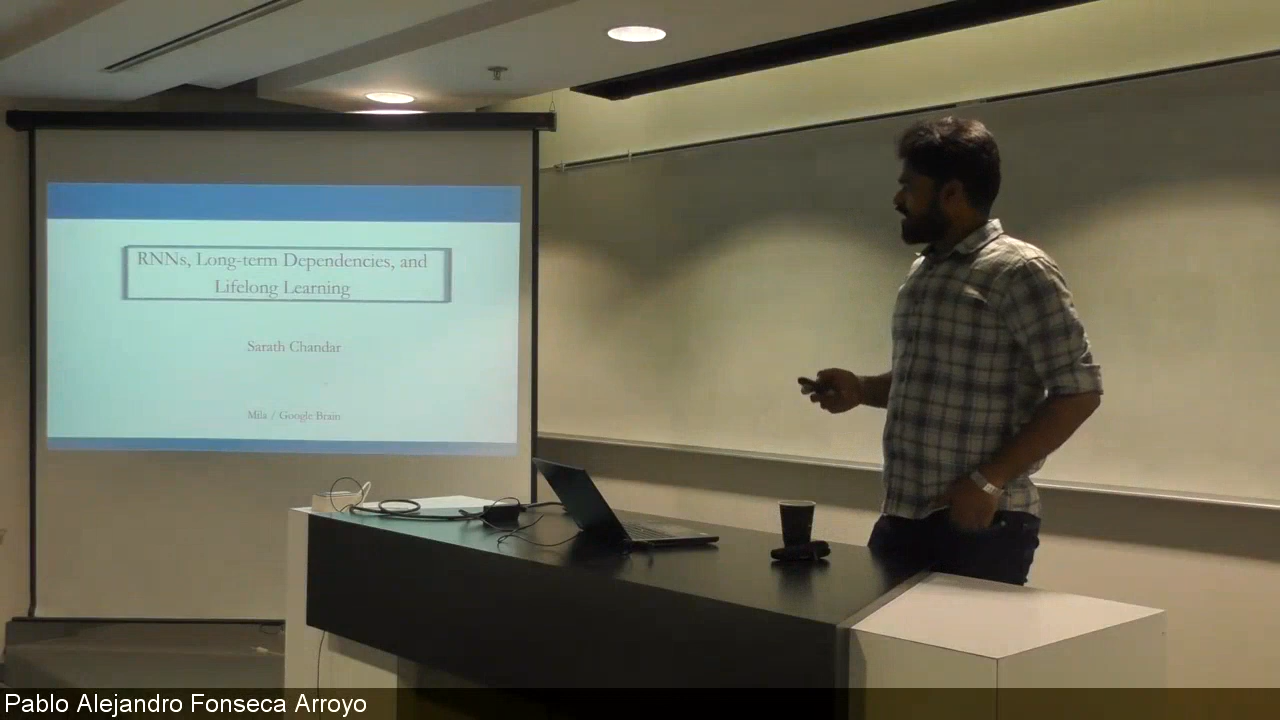 RNNs, Long-term Dependencies, and
Lifelong Learning
Sarath Chandar
Mila / Google Brain
Pablo Alejandro Fonseca Arroyo